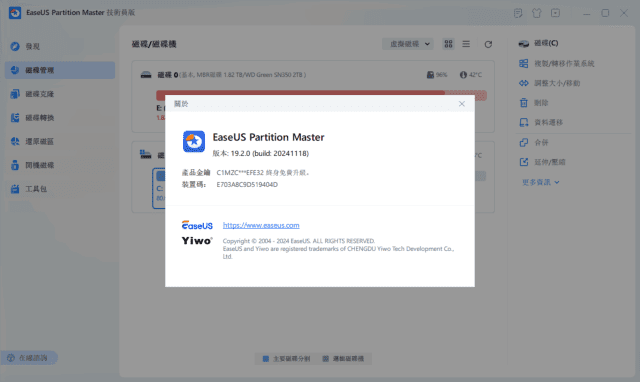 EaseUS Partition Master 技術員版
發現
磁碟管理
磁碟克隆
磁碟轉換
還原磁區
開機磁碟
工具包
在線諮詢
磁碟/磁碟機
虛擬磁碟
磁碟 0 (基本, MBR磁碟 1.82 TB/WD Green SN350 2TB )
96%
42°C
E: (
1.8
磁碟
°C
C:
主要磁碟分割
邏輯磁碟機
磁碟(C)
複製/轉移作業系統
調整大小/移動
刪除
資料遷移
合併
延伸/壓縮
更多資訊
關於
EaseUS Partition Master
版本: 19.2.0 (build: 20241118)
產品金鑰 C1MZC***EFE32 終身免費升級。
裝置碼: E703A8C9D519404D
EaseUS https://www.easeus.com
Yiwo Copyright © 2004 - 2024 EaseUS. ALL RIGHTS RESERVED.
EaseUS and Yiwo are registered trademarks of CHENGDU Yiwo Tech Development Co.,
Ltd.